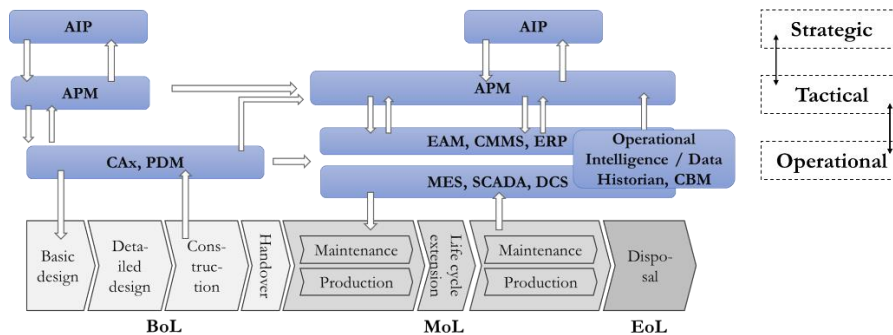 AIP
AIP
Strategic
APM
APM
Tactical
CAx, PDM
EAM, CMMS, ERP
Operational
Intelligence / Data
Historian, CBM
Operational
MES, SCADA, DCS
Basic
design
Detai-
led
design
Cons-
truc-
tion
Handover
Maintenance
Production
Life cycle
extension
Maintenance
Production
Dispo-
sal
BoL
MoL
EoL